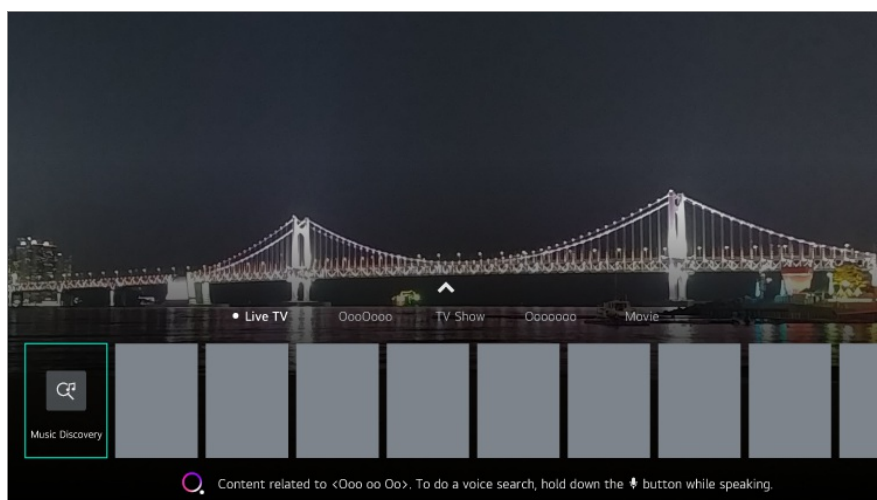 Live TV
OooOooo
TV Show
Ooooooo
Movie
Music Discovery
Content related to <Ooo oo Oo>. To do a voice search, hold down the button while speaking.